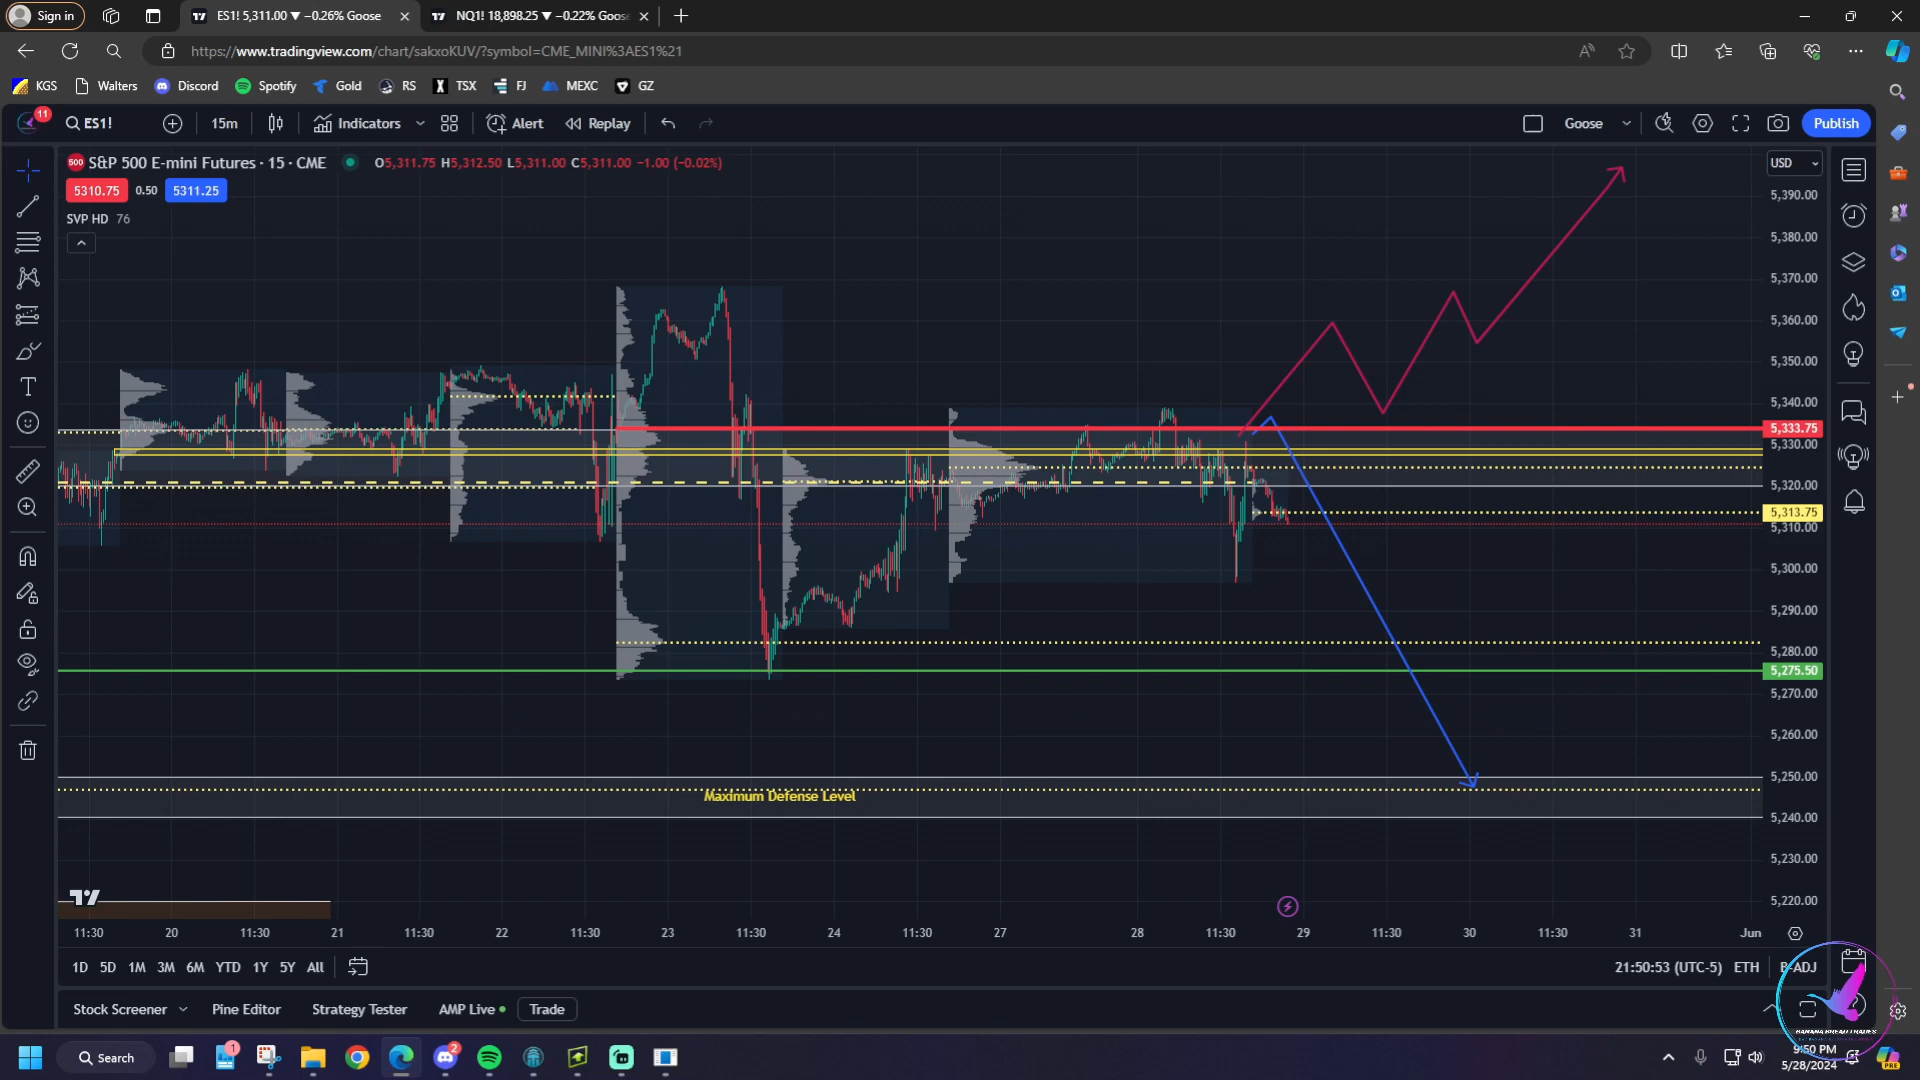 Sign in
ES1! 5,311.00 ▼ −0.26% Goose
NQ1! 18,898.25 ▼ −0.22% Goose
https://www.tradingview.com/chart/sakxoKUV/?symbol=CME_MINI%3AES1%21
KGS Walters Discord Spotify Gold RS TSX FJ MEXC GZ
11
ES1! 15m Indicators Alert Replay Goose Publish
S&P 500 E-mini Futures · 15 · CME O5,311.75 H5,312.50 L5,311.00 C5,311.00 −1.00 (−0.02%)
USD
5310.75 0.50 5311.25
SVP HD 76
5,390.00
5,380.00
5,370.00
5,360.00
5,350.00
5,340.00
5,333.75
5,330.00
5,320.00
5,313.75
5,310.00
5,300.00
5,290.00
5,280.00
5,275.50
5,270.00
5,260.00
5,250.00
Maximum Defense Level
5,240.00
5,230.00
5,220.00
11:30 20 11:30 21 11:30 22 11:30 23 11:30 24 11:30 27 28 11:30 29 11:30 30 11:30 31 Jun
1D 5D 1M 3M 6M YTD 1Y 5Y All
21:50:53 (UTC-5) ETH B-ADJ
Stock Screener Pine Editor Strategy Tester AMP Live Trade
Search
1
2
9:50 PM
5/28/2024
PRE